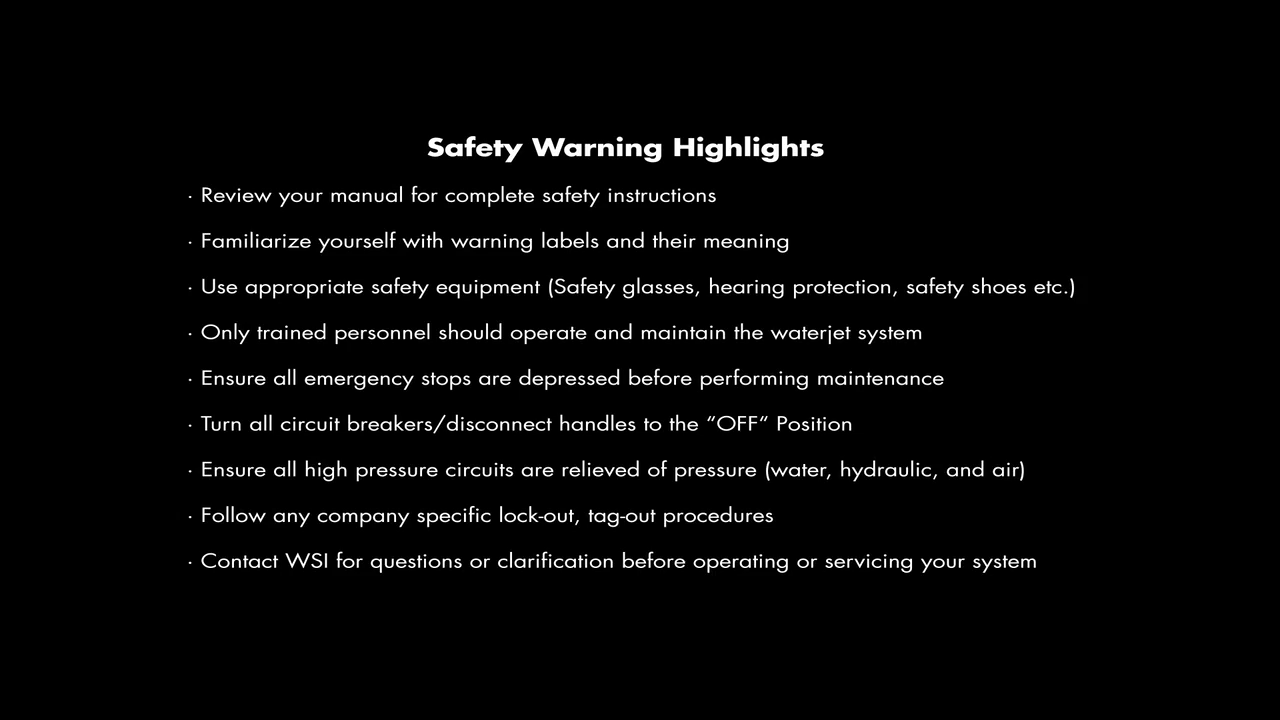 Safety Warning Highlights
· Review your manual for complete safety instructions
· Familiarize yourself with warning labels and their meaning
· Use appropriate safety equipment (Safety glasses, hearing protection, safety shoes etc.)
· Only trained personnel should operate and maintain the waterjet system
· Ensure all emergency stops are depressed before performing maintenance
· Turn all circuit breakers/disconnect handles to the “OFF“ Position
· Ensure all high pressure circuits are relieved of pressure (water, hydraulic, and air)
· Follow any company specific lock-out, tag-out procedures
· Contact WSI for questions or clarification before operating or servicing your system